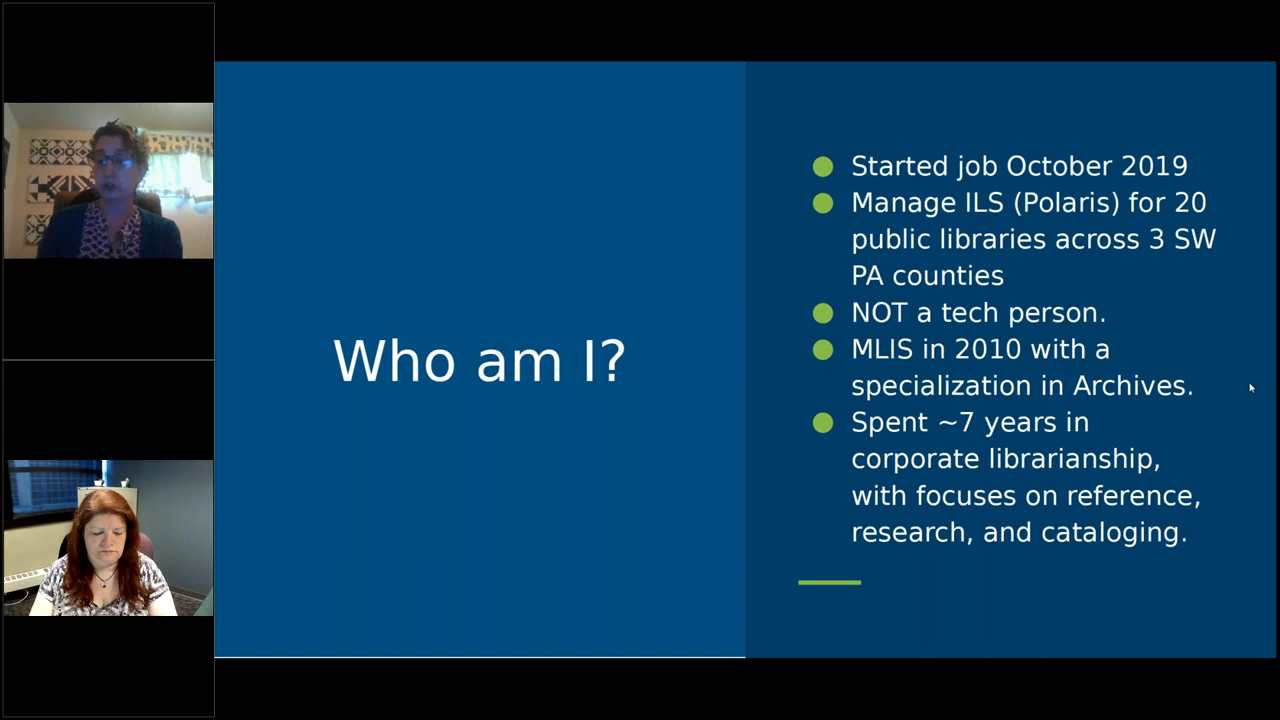 Who am I?
Started job October 2019
Manage ILS (Polaris) for 20
public libraries across 3 SW
PA counties
NOT a tech person.
MLIS in 2010 with a
specialization in Archives.
Spent ~7 years in
corporate librarianship,
with focuses on reference,
research, and cataloging.